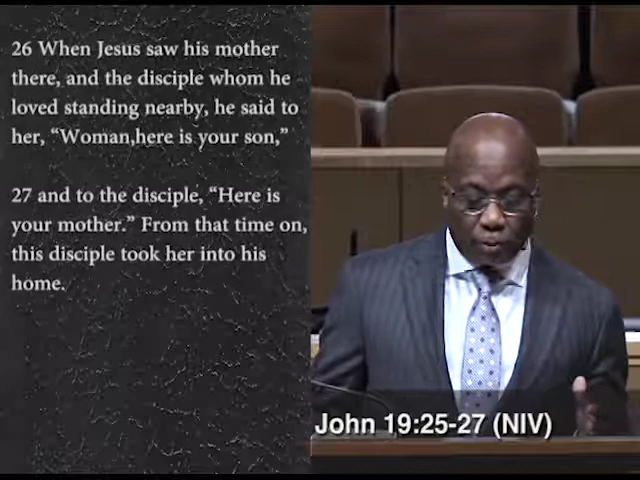 26 When Jesus saw his mother
there, and the disciple whom he
loved standing nearby, he said to
her, “Woman,here is your son,”
27 and to the disciple, “Here is
your mother.” From that time on,
this disciple took her into his
home.
John 19:25-27 (NIV)